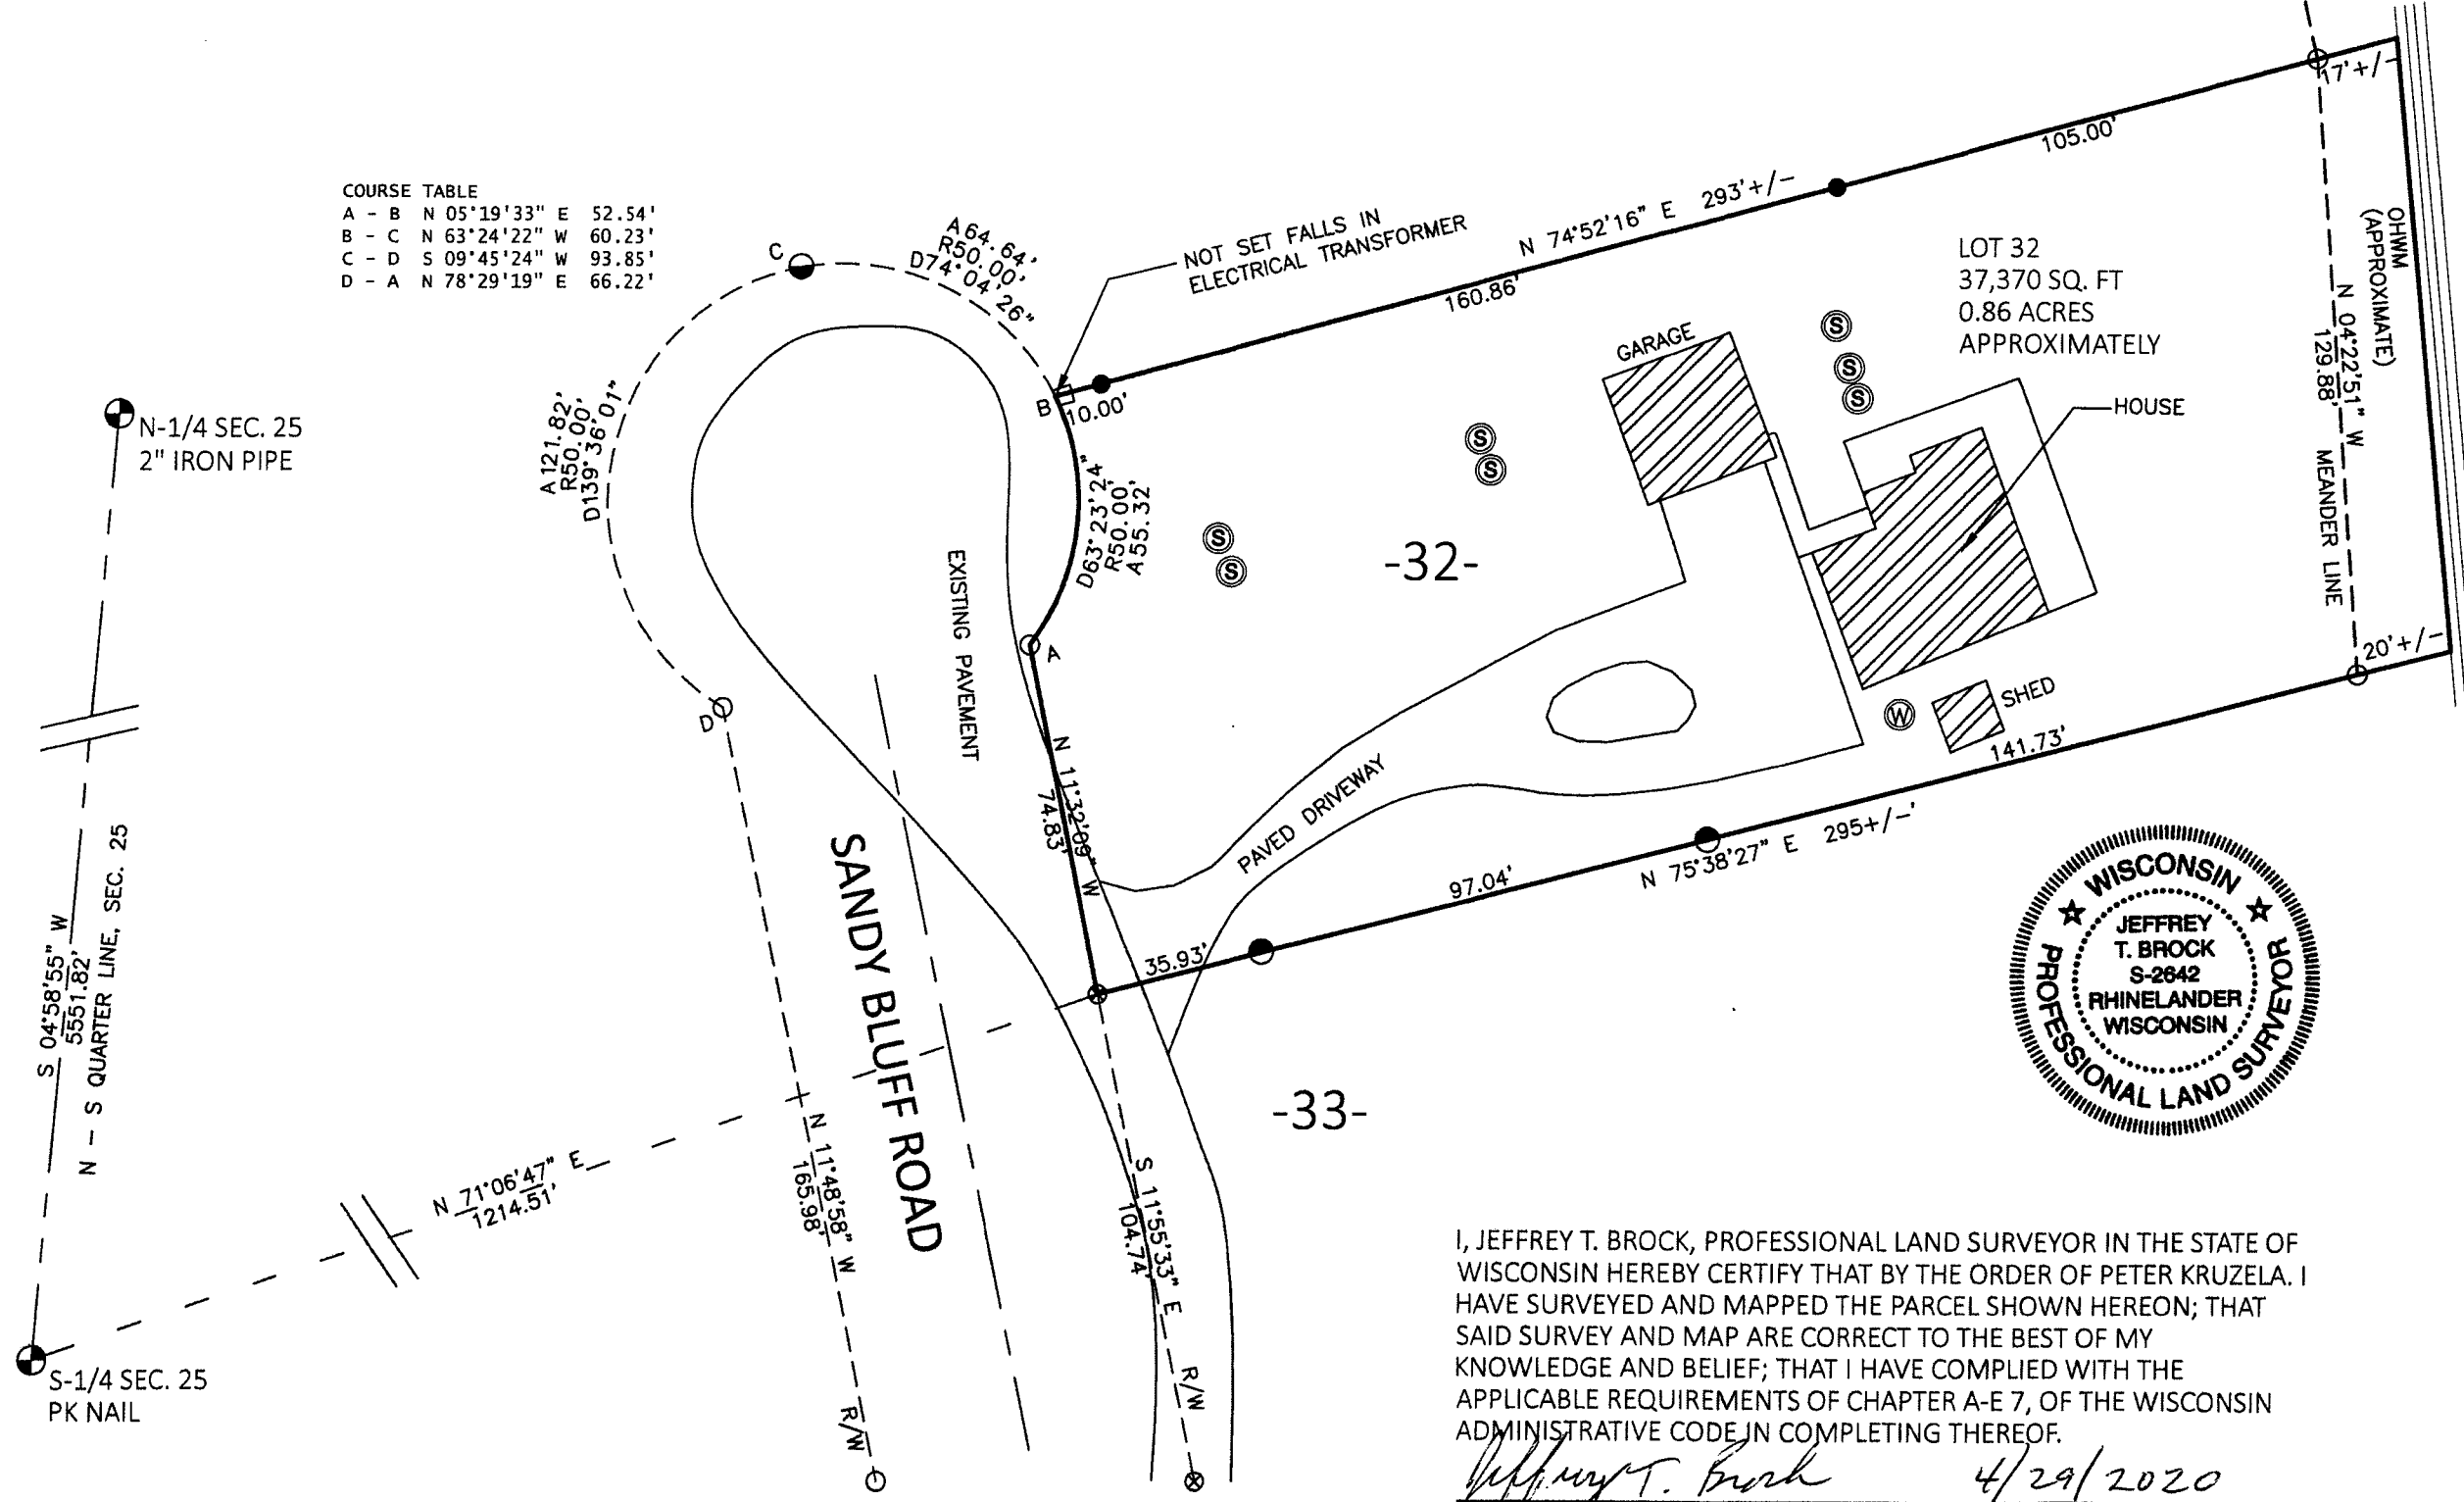 COURSE TABLE
A - B N 05°19'33" E 52.54'
B - C N 63°24'22" W 60.23'
C - D S 09°45'24" W 93.85'
D - A N 78°29'19" E 66.22'
C
A64.64'
R50.00'
D74°04'26"
NOT SET FALLS IN
ELECTRICAL TRANSFORMER
N 74°52'16" E 293'+/-
160.86'
105.00'
17'+/-
B
10.00'
LOT 32
37,370 SQ. FT
0.86 ACRES
APPROXIMATELY
OHWM
(APPROXIMATE)
N 04°22'51" W
129.88'
MEANDER LINE
GARAGE
S
S
S
S
S
S
S
HOUSE
N-1/4 SEC. 25
2" IRON PIPE
A121.82'
R50.00'
D139°36'01"
D63°23'24"
R50.00'
A55.32'
-32-
EXISTING PAVEMENT
A
D
N 11°32'09" W
74.83'
20'+/-
W
SHED
141.73'
PAVED DRIVEWAY
N 75°38'27" E 295+/-'
97.04'
35.93'
SANDY BLUFF ROAD
S 04°58'55" W
5551.82'
N - S QUARTER LINE, SEC. 25
WISCONSIN
JEFFREY
T. BROCK
S-2642
RHINELANDER
WISCONSIN
PROFESSIONAL LAND SURVEYOR
-33-
N 71°06'47" E
1214.51'
N 11°48'58" W
165.98'
R/W
S 11°55'33" E
104.74'
R/W
S-1/4 SEC. 25
PK NAIL
I, JEFFREY T. BROCK, PROFESSIONAL LAND SURVEYOR IN THE STATE OF
WISCONSIN HEREBY CERTIFY THAT BY THE ORDER OF PETER KRUZELA. I
HAVE SURVEYED AND MAPPED THE PARCEL SHOWN HEREON; THAT
SAID SURVEY AND MAP ARE CORRECT TO THE BEST OF MY
KNOWLEDGE AND BELIEF; THAT I HAVE COMPLIED WITH THE
APPLICABLE REQUIREMENTS OF CHAPTER A-E 7, OF THE WISCONSIN
ADMINISTRATIVE CODE IN COMPLETING THEREOF.
Jeffrey T. Brock 4/29/2020